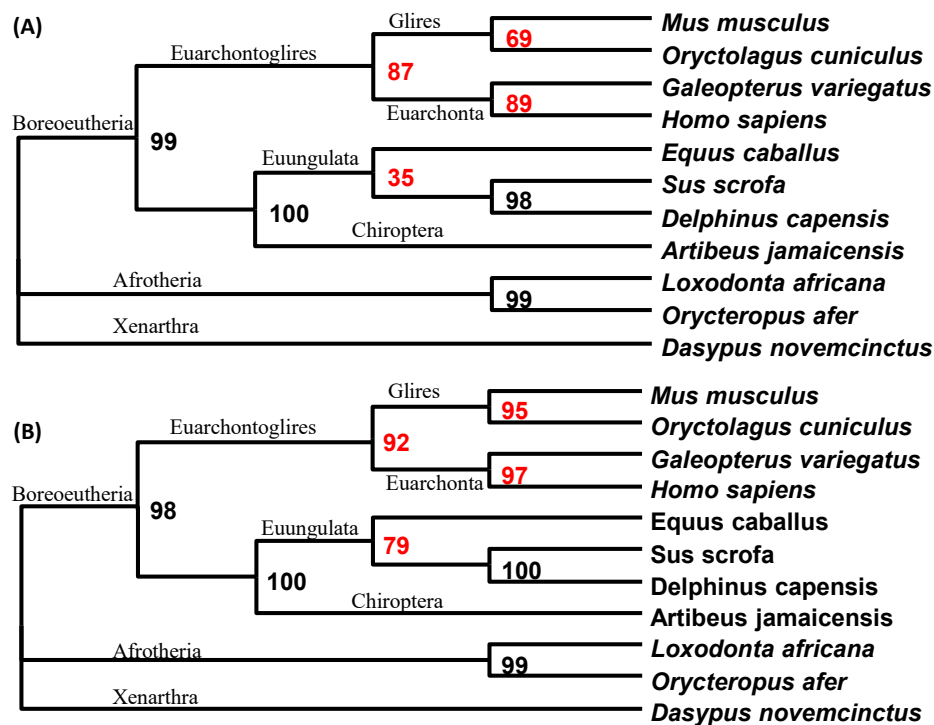 (A)
Glires
Mus musculus
69
Oryctolagus cuniculus
Euarchontoglires
87
Galeopterus variegatus
89
Euarchonta
Homo sapiens
Boreoeutheria
99
Equus caballus
Euungulata
35
Sus scrofa
98
100
Delphinus capensis
Chiroptera
Artibeus jamaicensis
Afrotheria
Loxodonta africana
99
Orycteropus afer
Xenarthra
Dasypus novemcinctus
(B)
Glires
Mus musculus
95
Oryctolagus cuniculus
Euarchontoglires
92
Galeopterus variegatus
97
Euarchonta
Homo sapiens
Boreoeutheria
98
Equus caballus
Euungulata
79
Sus scrofa
100
100
Delphinus capensis
Chiroptera
Artibeus jamaicensis
Afrotheria
Loxodonta africana
99
Orycteropus afer
Xenarthra
Dasypus novemcinctus